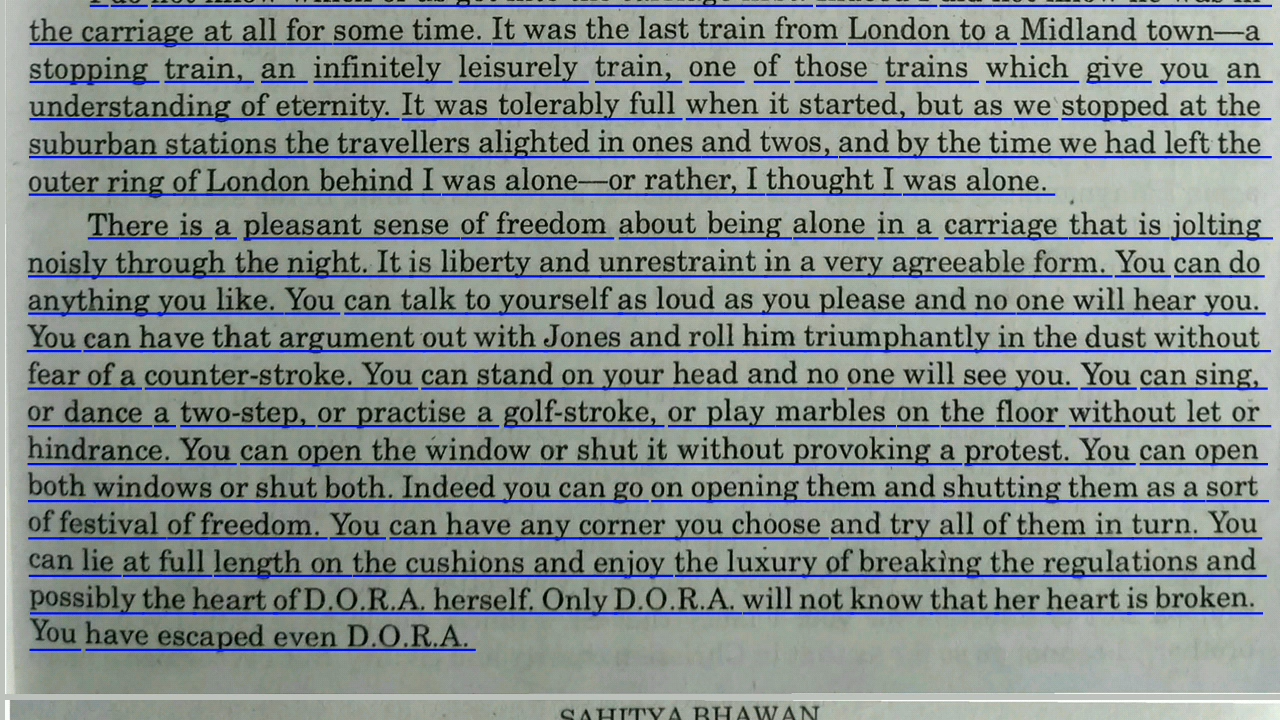 the carriage at all for some time. It was the last train from London to a Midland town—a
stopping train, an infinitely leisurely train, one of those trains which give you an
understanding of eternity. It was tolerably full when it started, but as we stopped at the
suburban stations the travellers alighted in ones and twos, and by the time we had left the
outer ring of London behind I was alone—or rather, I thought I was alone.
There is a pleasant sense of freedom about being alone in a carriage that is jolting
noisly through the night. It is liberty and unrestraint in a very agreeable form. You can do
anything you like. You can talk to yourself as loud as you please and no one will hear you.
You can have that argument out with Jones and roll him triumphantly in the dust without
fear of a counter-stroke. You can stand on your head and no one will see you. You can sing,
or dance a two-step, or practise a golf-stroke, or play marbles on the floor without let or
hindrance. You can open the window or shut it without provoking a protest. You can open
both windows or shut both. Indeed you can go on opening them and shutting them as a sort
of festival of freedom. You can have any corner you choose and try all of them in turn. You
can lie at full length on the cushions and enjoy the luxury of breaking the regulations and
possibly the heart of D.O.R.A. herself. Only D.O.R.A. will not know that her heart is broken.
You have escaped even D.O.R.A.
SAHITYA BHAWAN